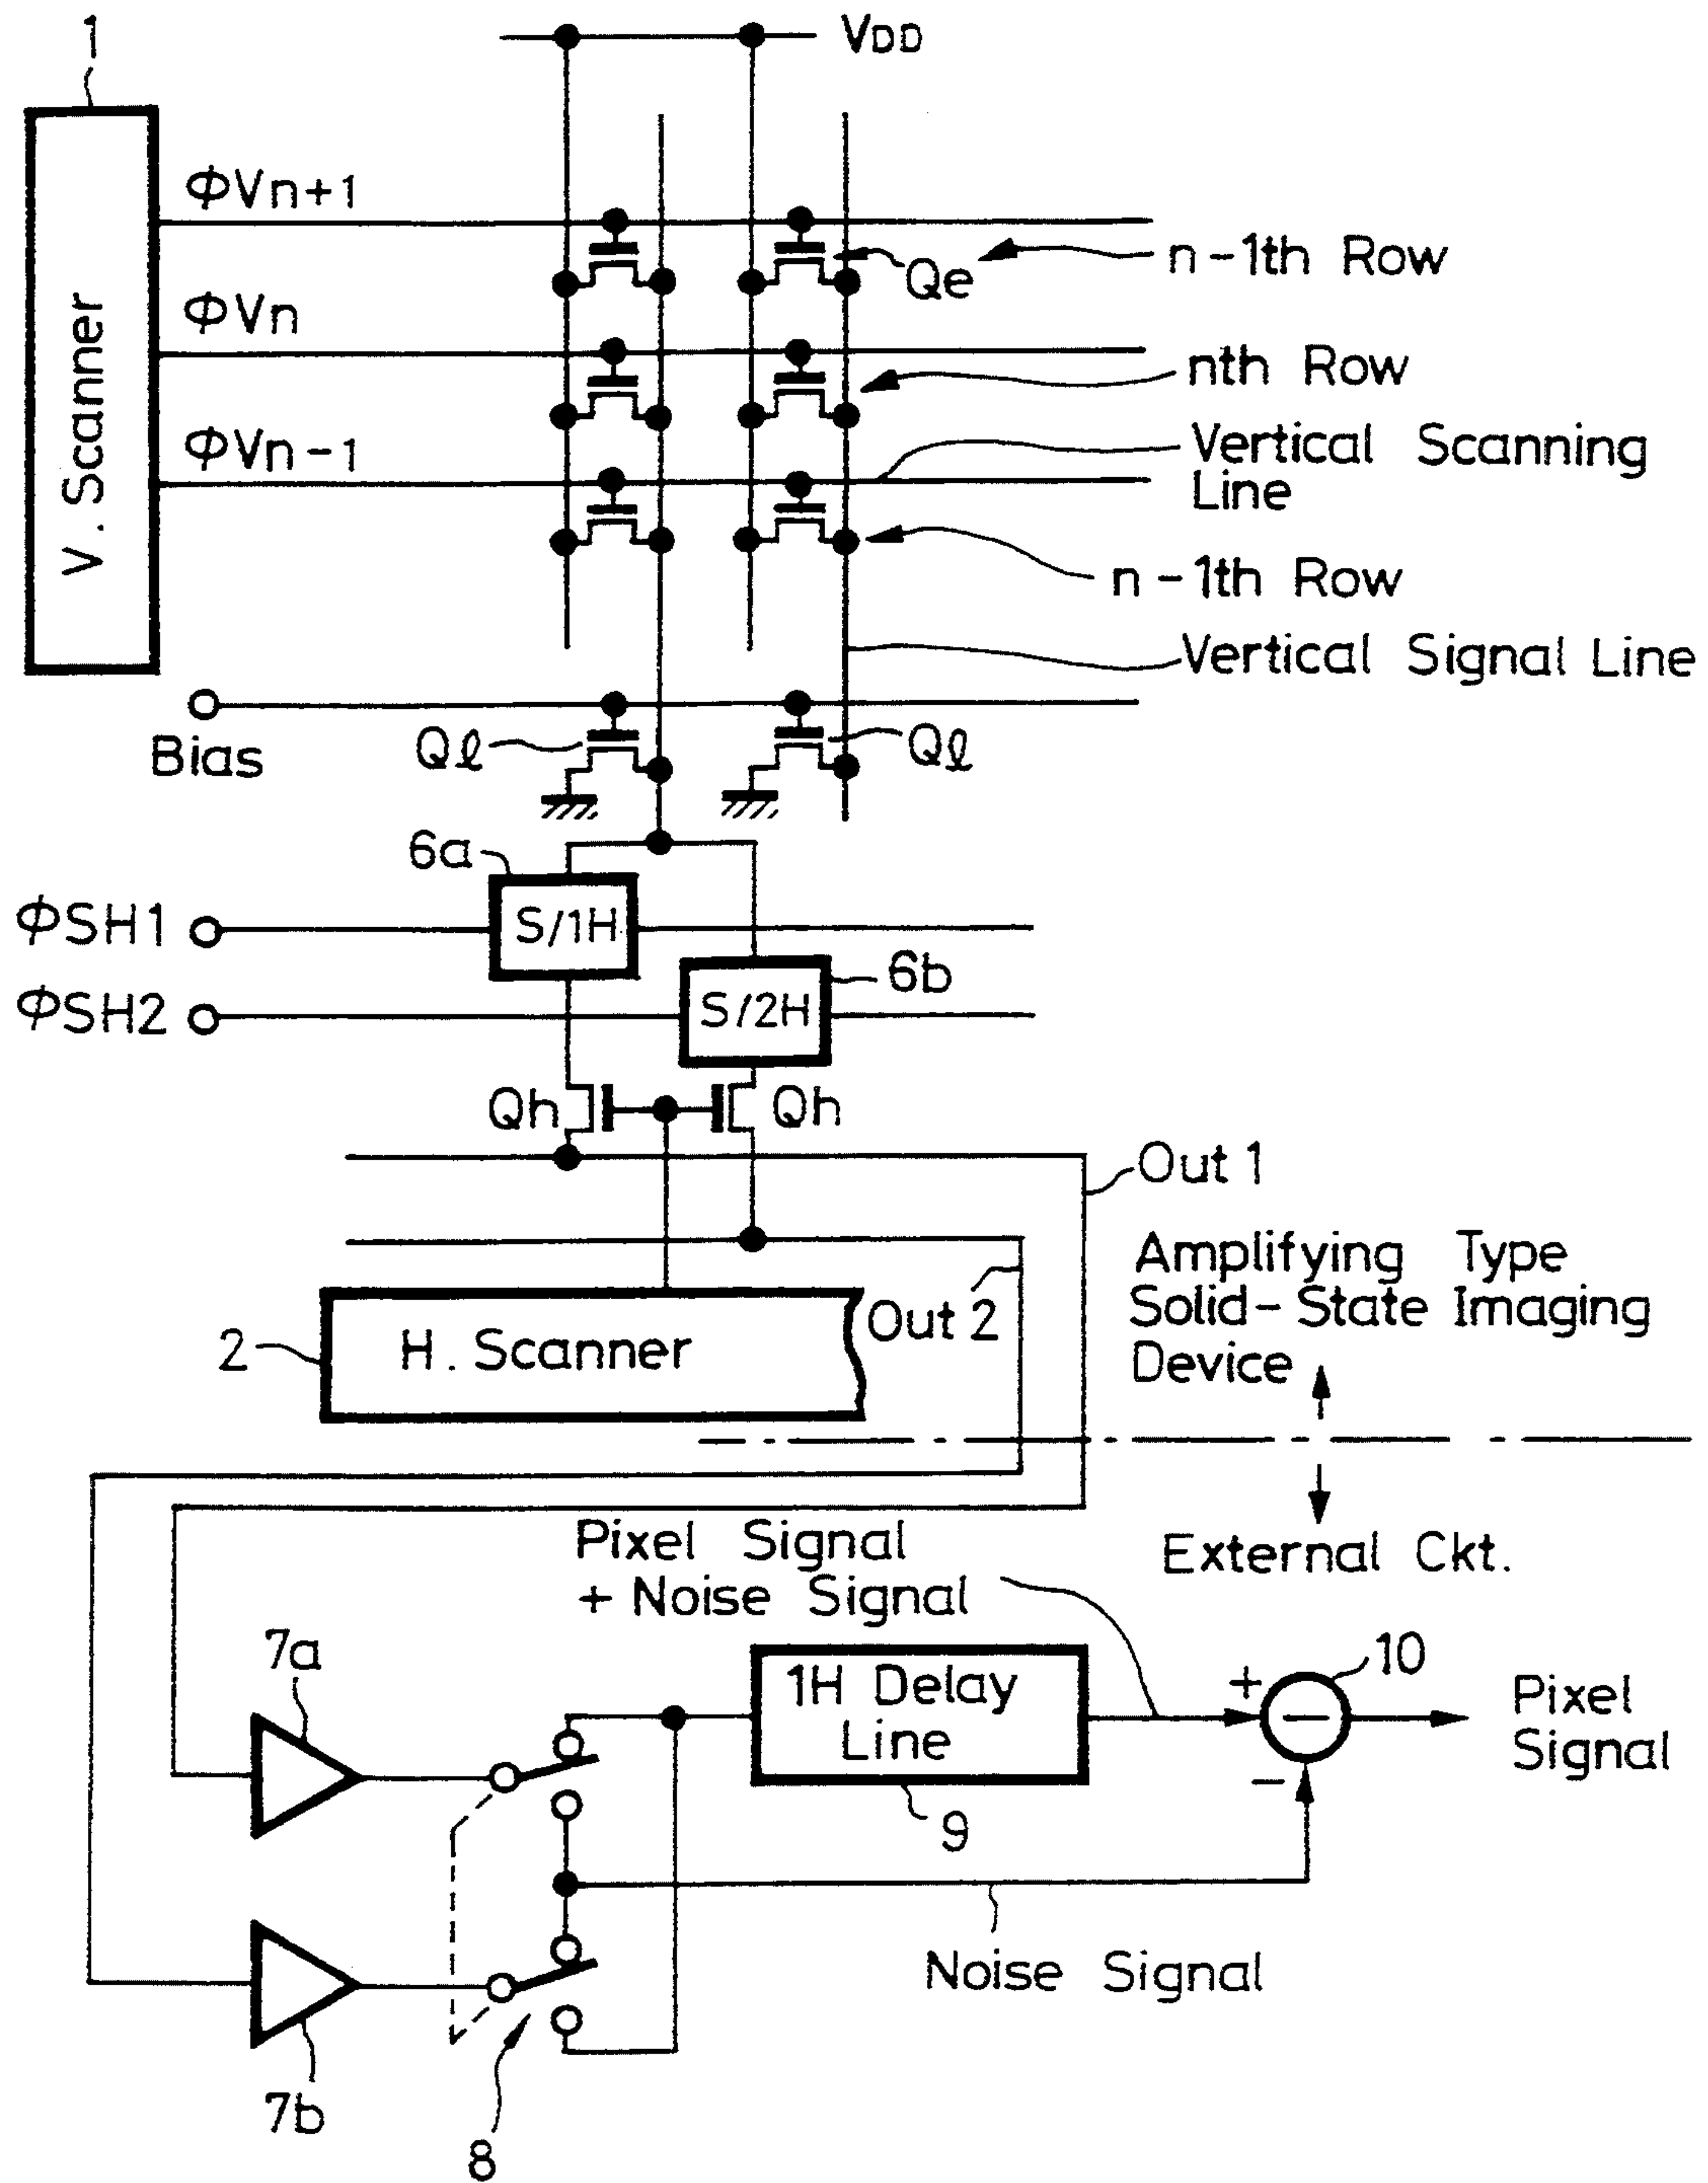 1
VDD
V. Scanner
ΦVn+1
n-1th Row
Qe
ΦVn
nth Row
ΦVn-1
Vertical Scanning
Line
n-1th Row
Vertical Signal Line
Bias
Qℓ
Qℓ
6a
ΦSH1
S/1H
6b
ΦSH2
S/2H
Qh
Qh
Out 1
Amplifying Type
Solid-State Imaging
Device
Out 2
2
H. Scanner
External Ckt.
Pixel Signal
+ Noise Signal
7a
1H Delay
Line
+
-
10
Pixel
Signal
9
Noise Signal
7b
8